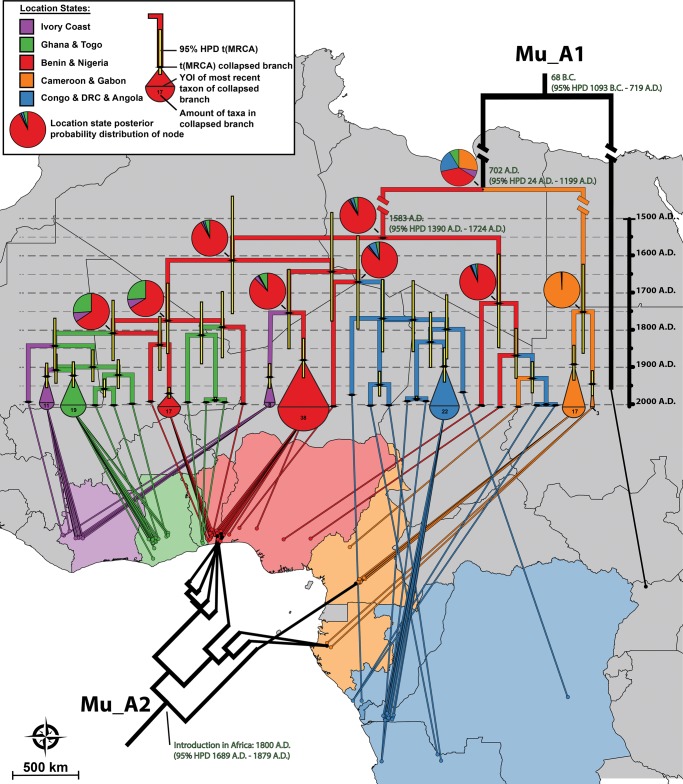 Location States:
Ivory Coast
Ghana & Togo
Benin & Nigeria
Cameroon & Gabon
Congo & DRC & Angola
Location state posterior
probability distribution of node
95% HPD t(MRCA)
t(MRCA) collapsed branch
YOI of most recent
taxon of collapsed
branch
Amount of taxa in
collapsed branch
17
Mu_A1
68 B.C.
(95% HPD 1093 B.C. - 719 A.D.)
702 A.D.
(95% HPD 24 A.D. - 1199 A.D.)
1583 A.D.
(95% HPD 1390 A.D. - 1724 A.D.)
1500 A.D.
1600 A.D.
1700 A.D.
1800 A.D.
1900 A.D.
2000 A.D.
19
17
38
22
17
3
Mu_A2
Introduction in Africa: 1800 A.D.
(95% HPD 1689 A.D. - 1879 A.D.)
500 km